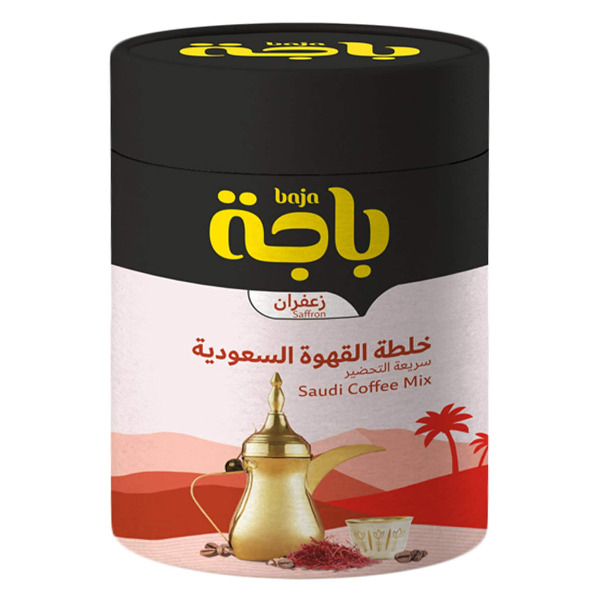 baja
باجة
baja
باجة
زعفران
Saffron
خلطة القهوة السعودية
سريعة التحضير
Saudi Coffee Mix